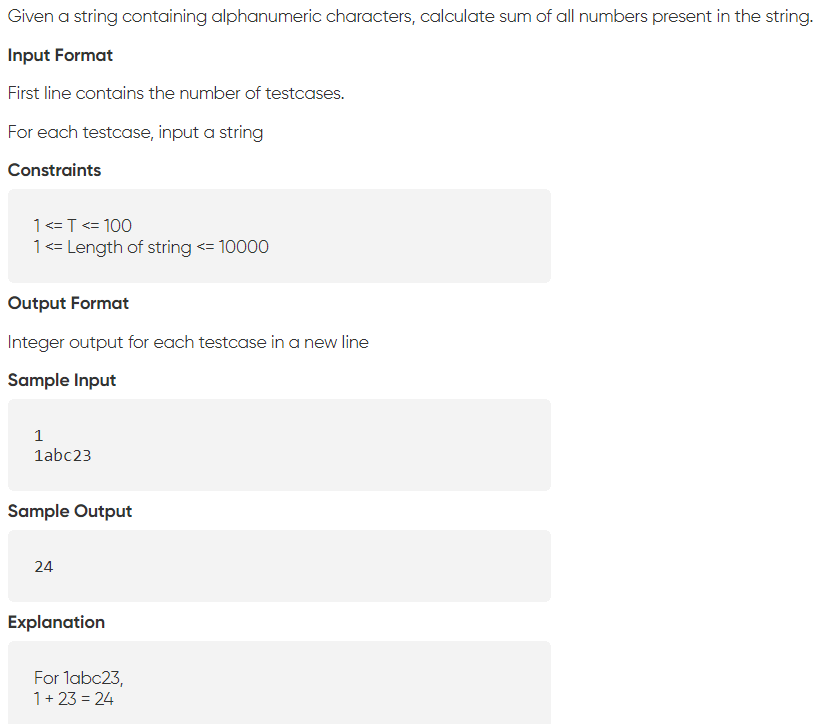 Given a string containing alphanumeric characters, calculate sum of all numbers present in the string.
Input Format
First line contains the number of testcases.
For each testcase, input a string
Constraints
1 <= T <= 100
1 <= Length of string <= 10000
Output Format
Integer output for each testcase in a new line
Sample Input
1
1abc23
Sample Output
24
Explanation
For 1abc23,
1 + 23 = 24